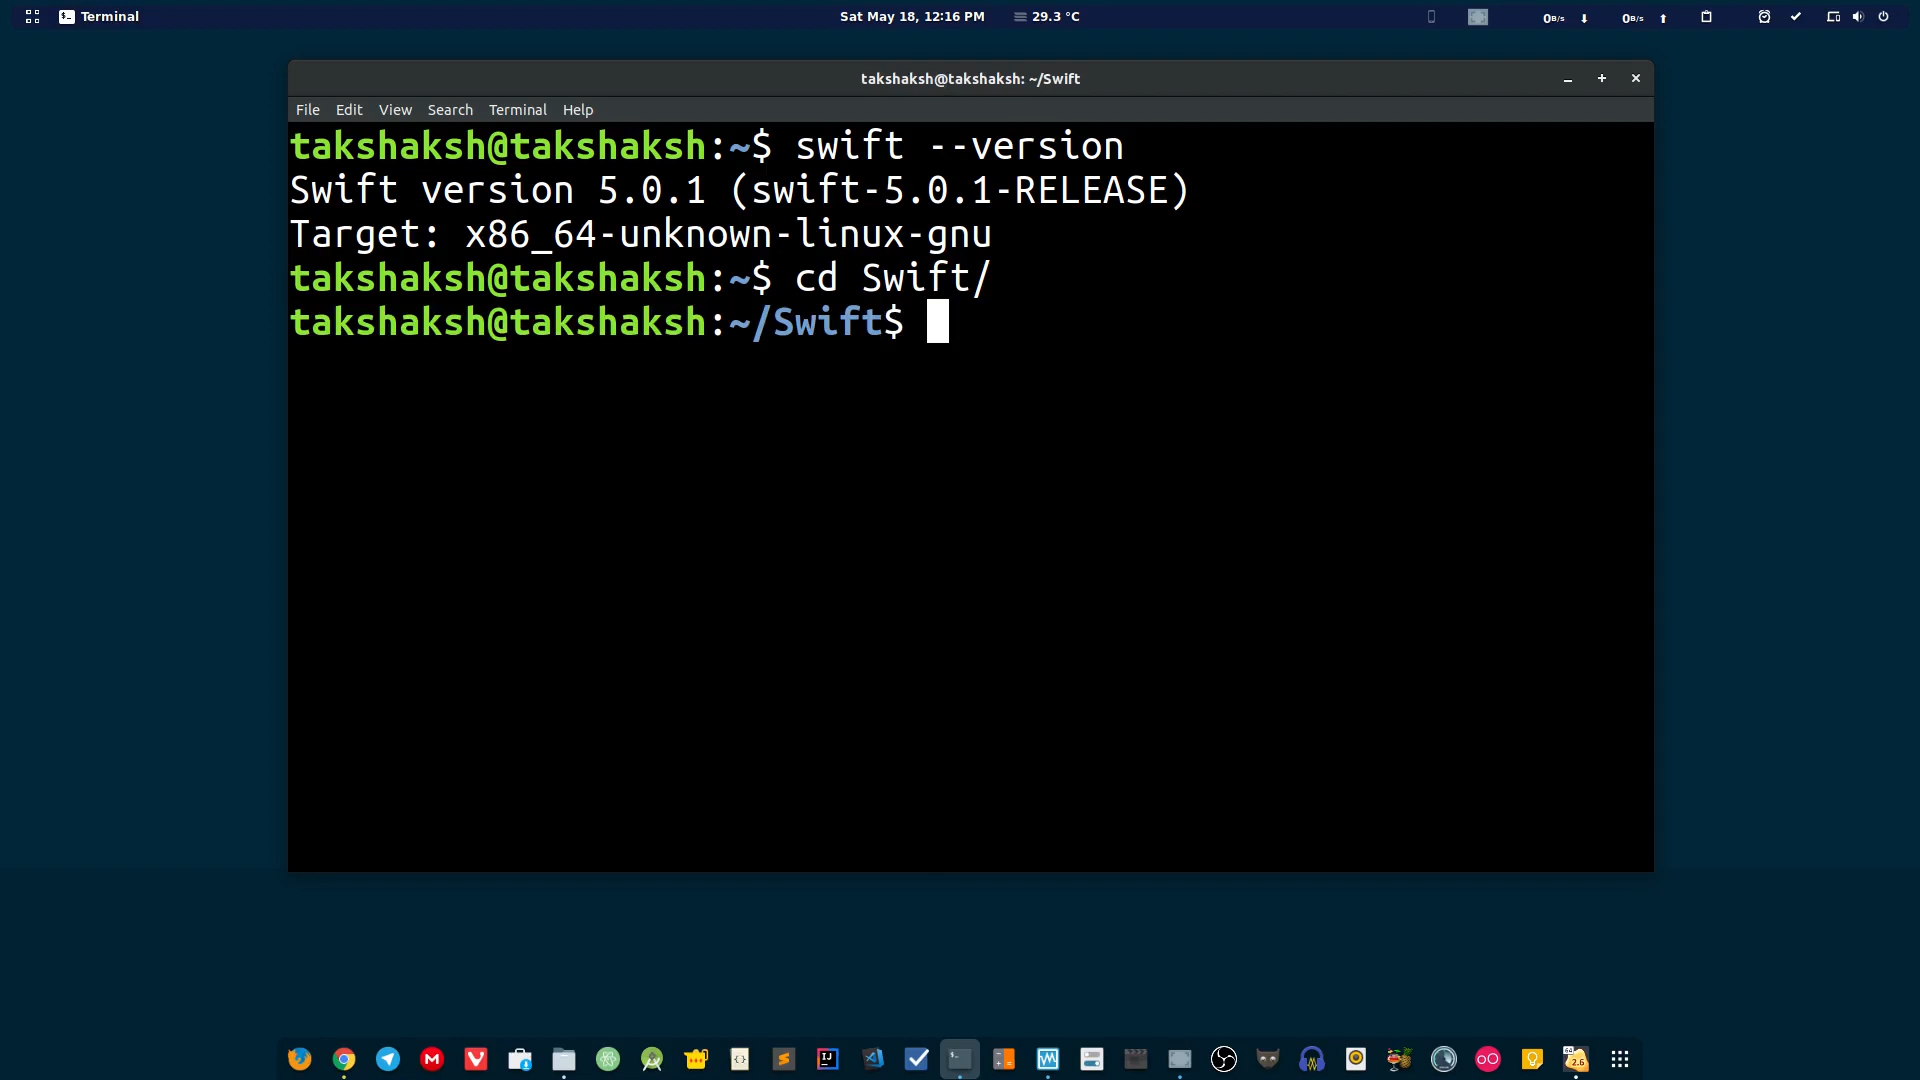 Terminal
Sat May 18, 12:16 PM
29.3 °C
0B/s
0B/s
takshaksh@takshaksh: ~/Swift
File Edit View Search Terminal Help
takshaksh@takshaksh:~$ swift --version
Swift version 5.0.1 (swift-5.0.1-RELEASE)
Target: x86_64-unknown-linux-gnu
takshaksh@takshaksh:~$ cd Swift/
takshaksh@takshaksh:~/Swift$